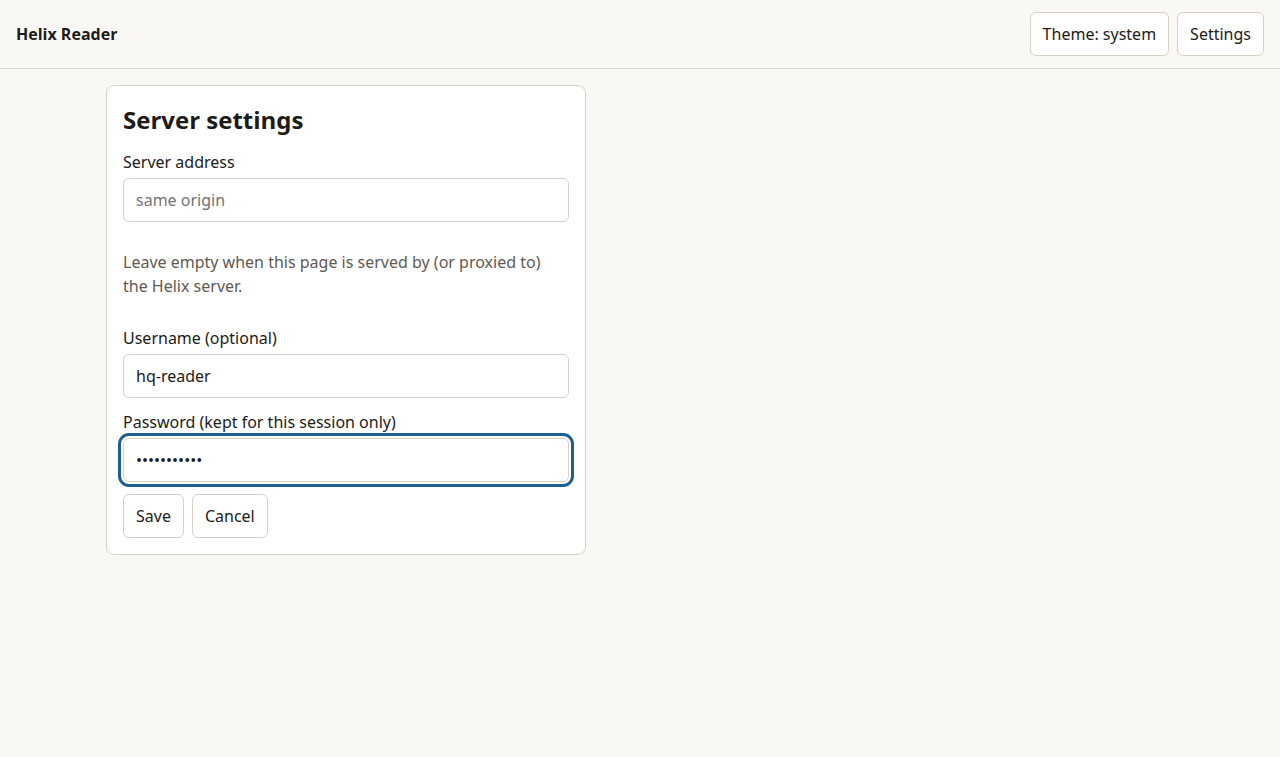 Helix Reader
Theme: system
Settings
Server settings
Server address
same origin
Leave empty when this page is served by (or proxied to)
the Helix server.
Username (optional)
hq-reader
Password (kept for this session only)
•••••••••••
Save
Cancel